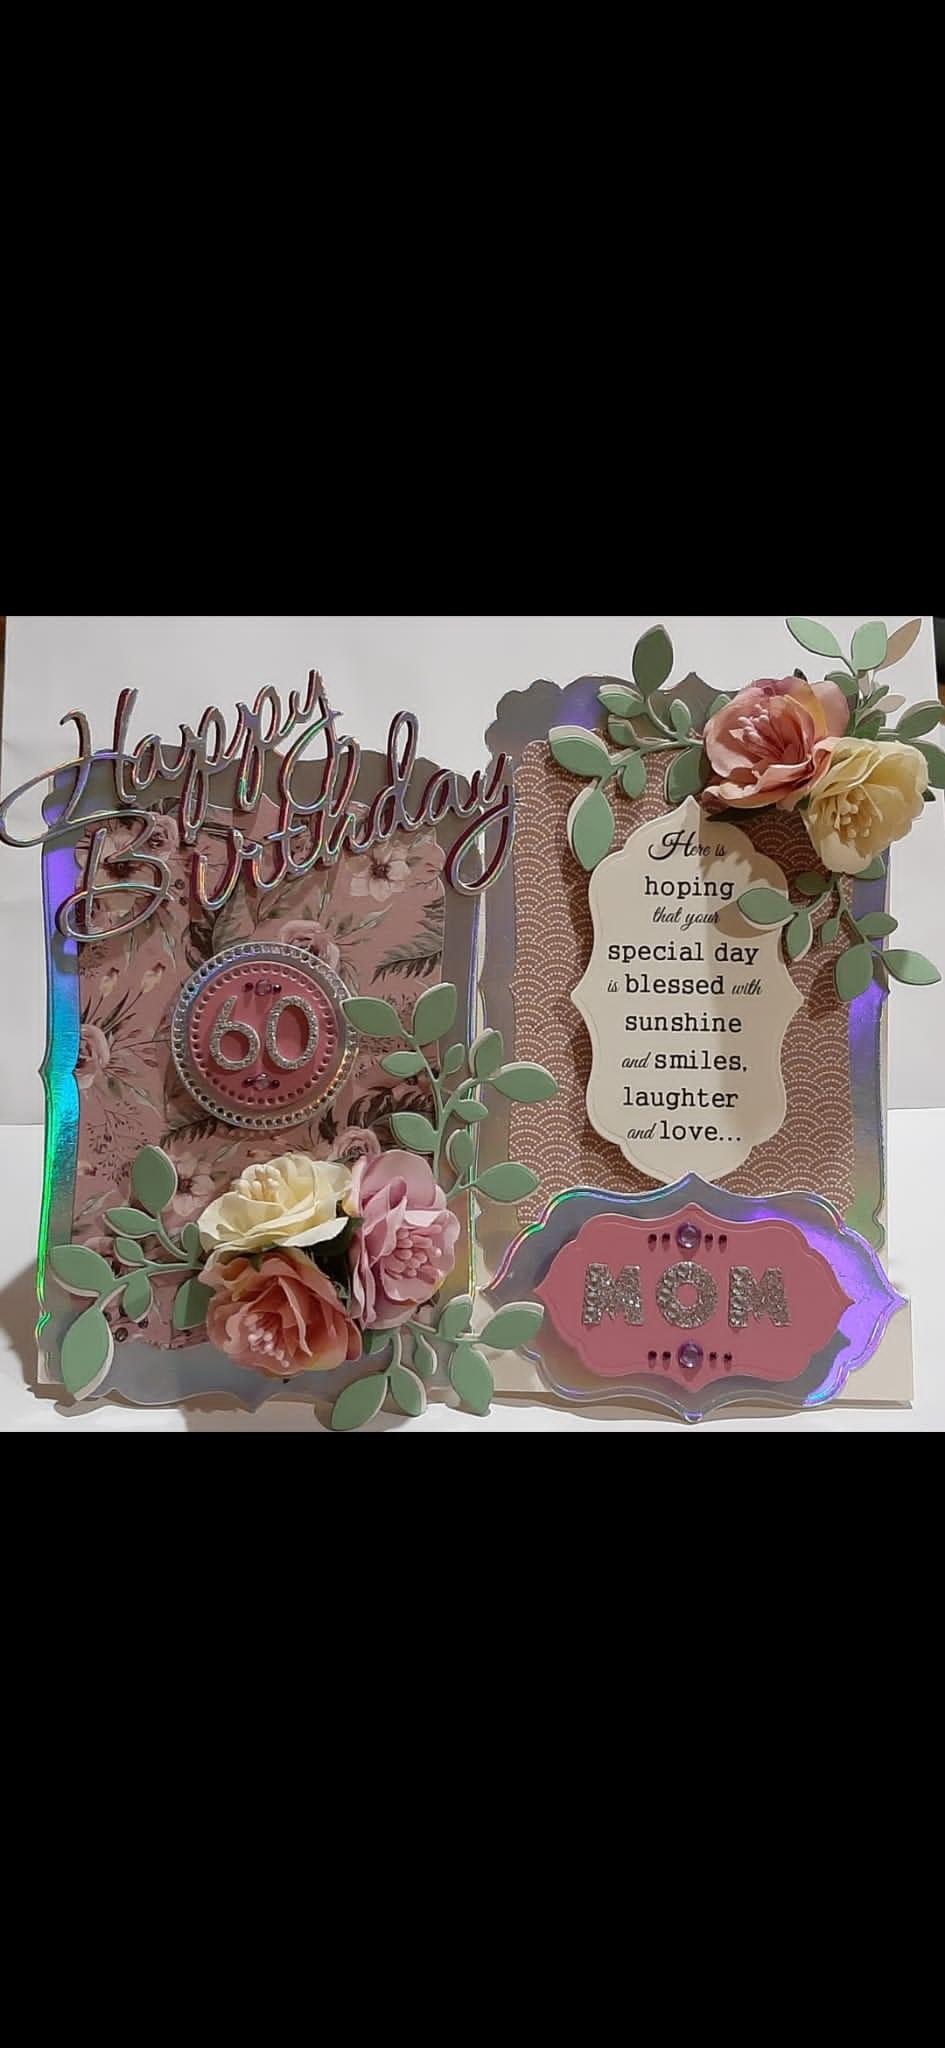 Happy
Birthday
60
Here is
hoping
that your
special day
is blessed with
sunshine
and smiles,
laughter
and love...
MOM